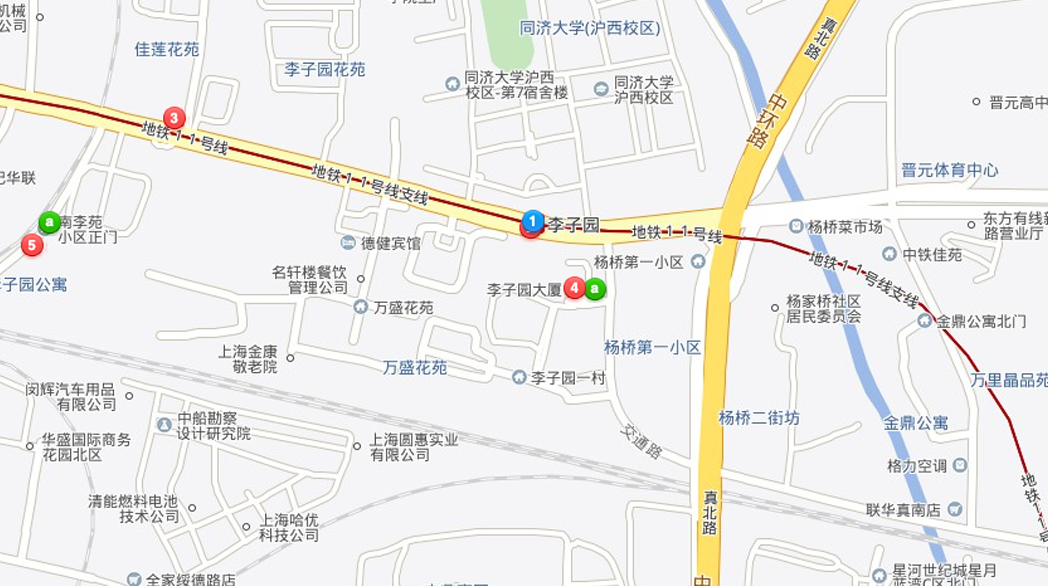 机械
公司
佳莲花苑
李子园花苑
同济大学(沪西校区)
同济大学沪西
校区-第7宿舍楼
同济大学
沪西校区
真北路
中环路
晋元高中
晋元体育中心
3
地铁11号线
地铁11号线支线
1
李子园
地铁11号线
地铁11号线支线
杨桥菜市场
东方有线
路营业厅
中铁佳苑
a
南李苑
小区正门
5
德健宾馆
名轩楼餐饮
管理公司
万盛花苑
李子园大厦
4
a
杨桥第一小区
杨家桥社区
居民委员会
金鼎公寓北门
子园公寓
上海金康
敬老院
万盛花苑
李子园一村
杨桥第一小区
万里晶品苑
闵辉汽车用品
有限公司
中船勘察
设计研究院
华盛国际商务
花园北区
上海圆惠实业
有限公司
交通路
杨桥二街坊
金鼎公寓
格力空调
清能燃料电池
技术公司
上海哈优
科技公司
真北路
联华真南店
地铁11号
全家绥德路店
中
星河世纪城星月